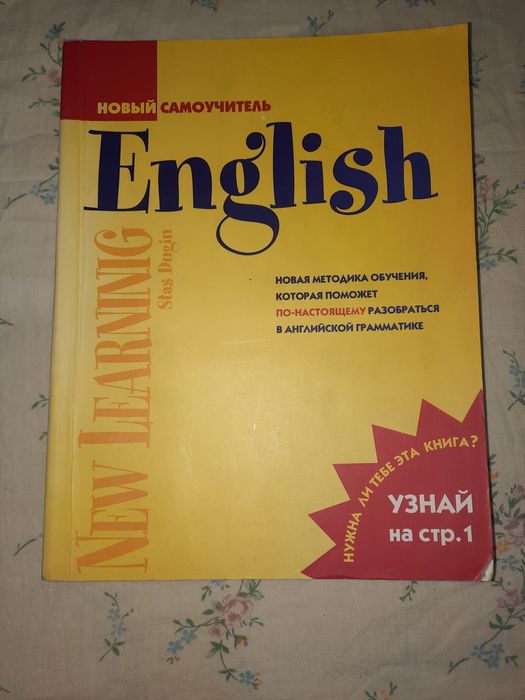 НОВЫЙ САМОУЧИТЕЛЬ
English
NEW LEARNINIG
Stas Dugin
НОВАЯ МЕТОДИКА ОБУЧЕНИЯ,
КОТОРАЯ ПОМОЖЕТ
ПО-НАСТОЯЩЕМУ РАЗОБРАТЬСЯ
В АНГЛИЙСКОЙ ГРАММАТИКЕ
НУЖНА ЛИ ТЕБЕ ЭТА КНИГА?
УЗНАЙ
на стр.1